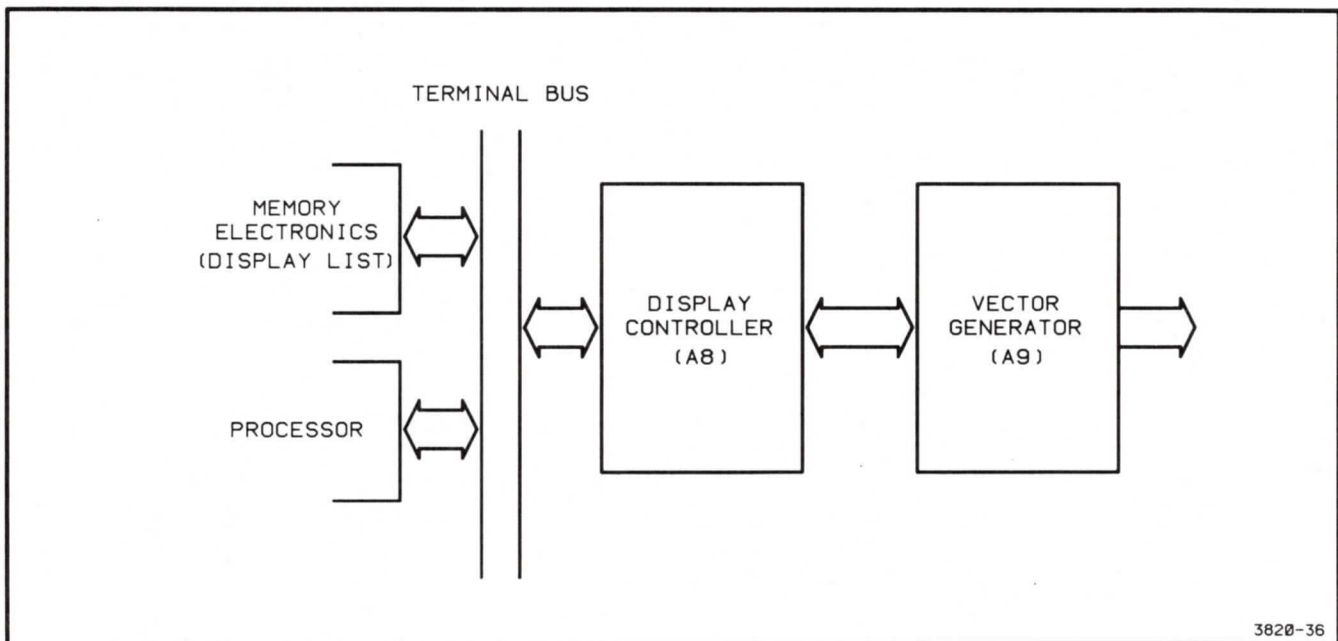 TERMINAL BUS
MEMORY
ELECTRONICS
(DISPLAY LIST)
PROCESSOR
DISPLAY
CONTROLLER
(A8)
VECTOR
GENERATOR
(A9)
3820-36